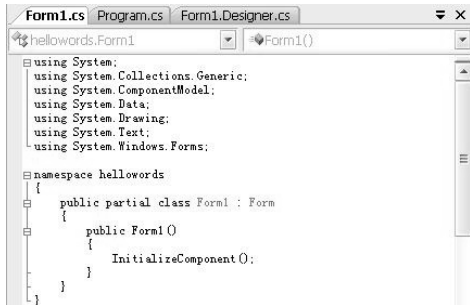 Form1.cs Program.cs Form1.Designer.cs
hellowords.Form1 Form1()
using System;
using System.Collections.Generic;
using System.ComponentModel;
using System.Data;
using System.Drawing;
using System.Text;
using System.Windows.Forms;
namespace hellowords
{
public partial class Form1 : Form
{
public Form1()
{
InitializeComponent();
}
}
}